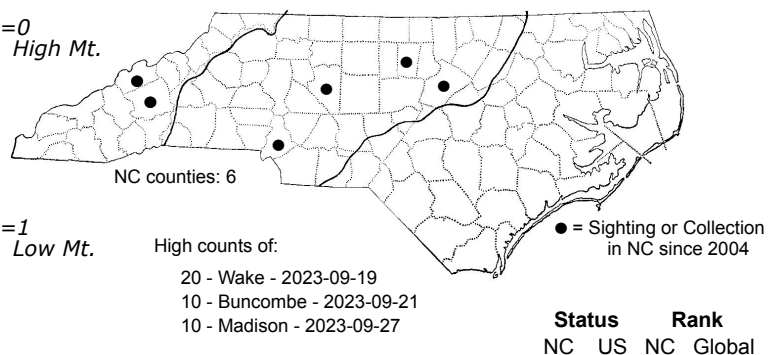 =0
High Mt.
NC counties: 6
=1
Low Mt.
High counts of:
20 - Wake - 2023-09-19
10 - Buncombe - 2023-09-21
10 - Madison - 2023-09-27
● = Sighting or Collection
in NC since 2004
Status Rank
NC US NC Global